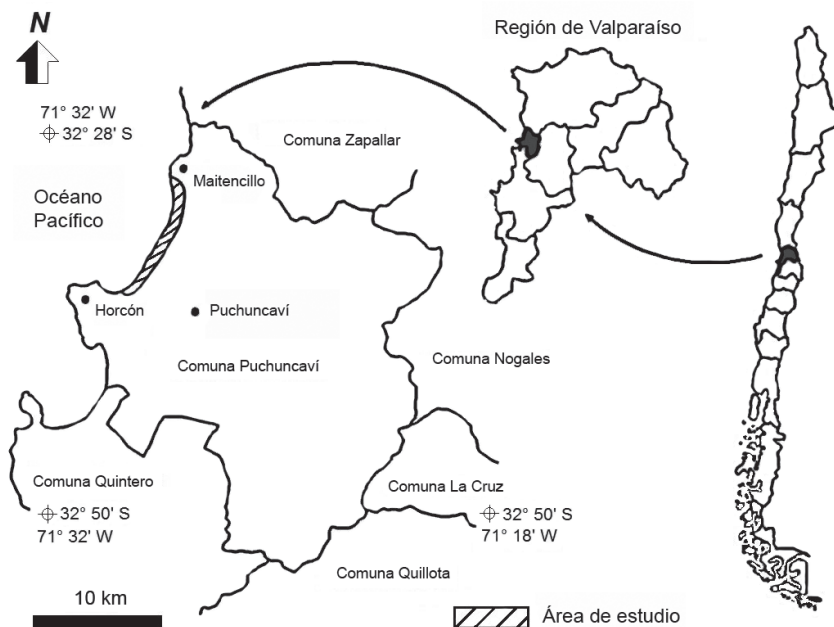 N
Región de Valparaíso
71° 32' W
32° 28' S
Comuna Zapallar
Maitencillo
Océano
Pacífico
Horcón
Puchuncaví
Comuna Puchuncaví
Comuna Nogales
Comuna Quintero
32° 50' S
71° 32' W
Comuna La Cruz
32° 50' S
71° 18' W
Comuna Quillota
10 km
Área de estudio